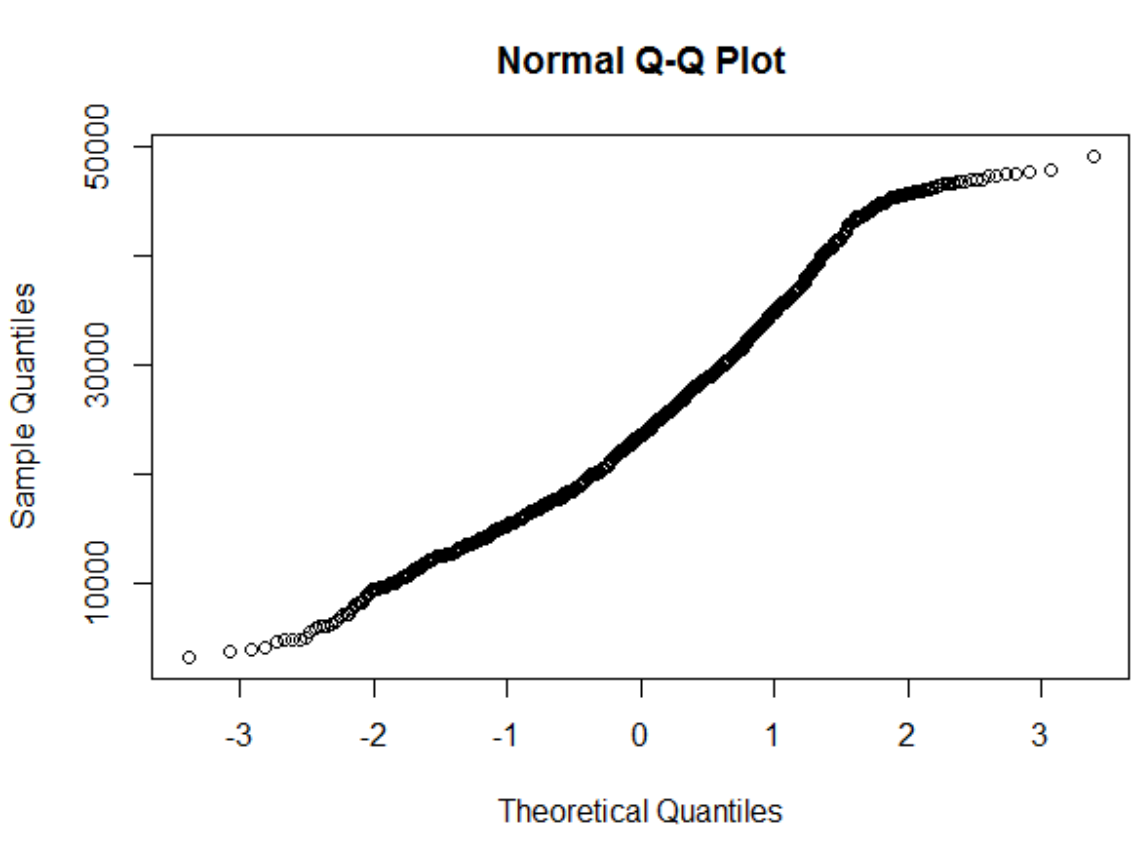 Normal Q-Q Plot
50000
30000
10000
Sample Quantiles
-3 -2 -1 0 1 2 3
Theoretical Quantiles